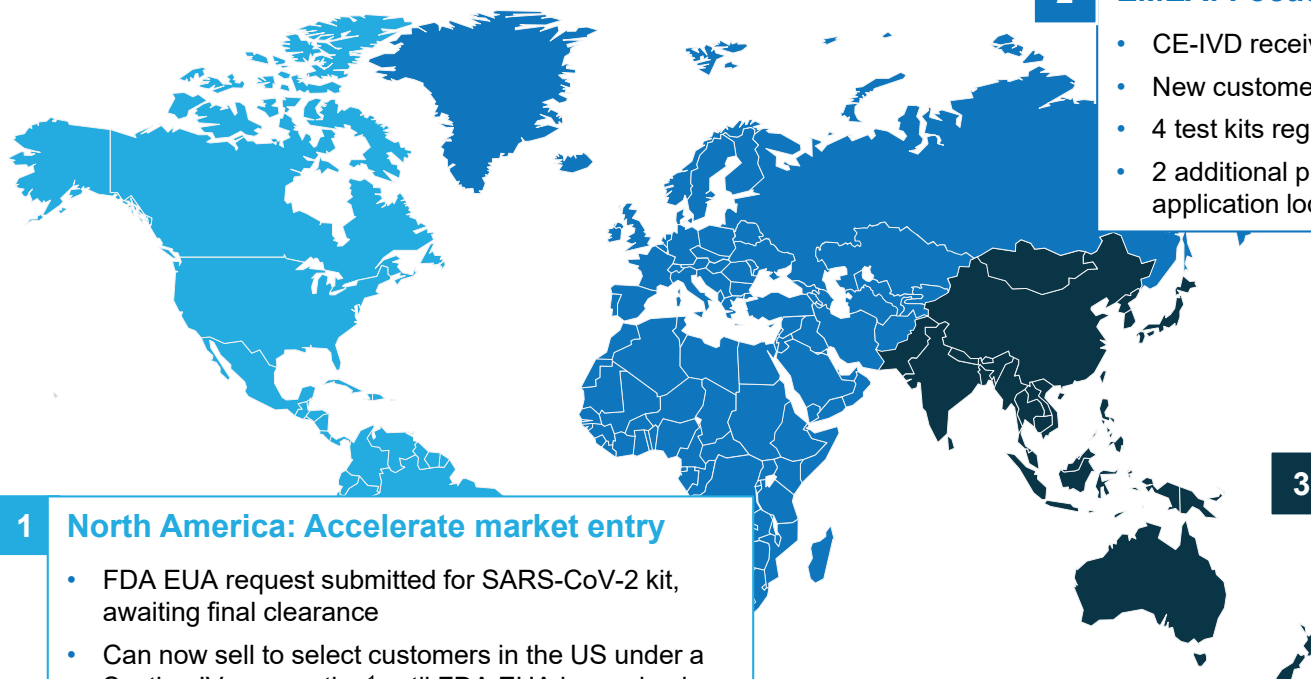 CE-IVD
New custome
4 test kits reg
2 additional p
application loc
3
1 North America: Accelerate market entry
• FDA EUA request submitted for SARS-CoV-2 kit,
awaiting final clearance
• Can now sell to select customers in the US under a